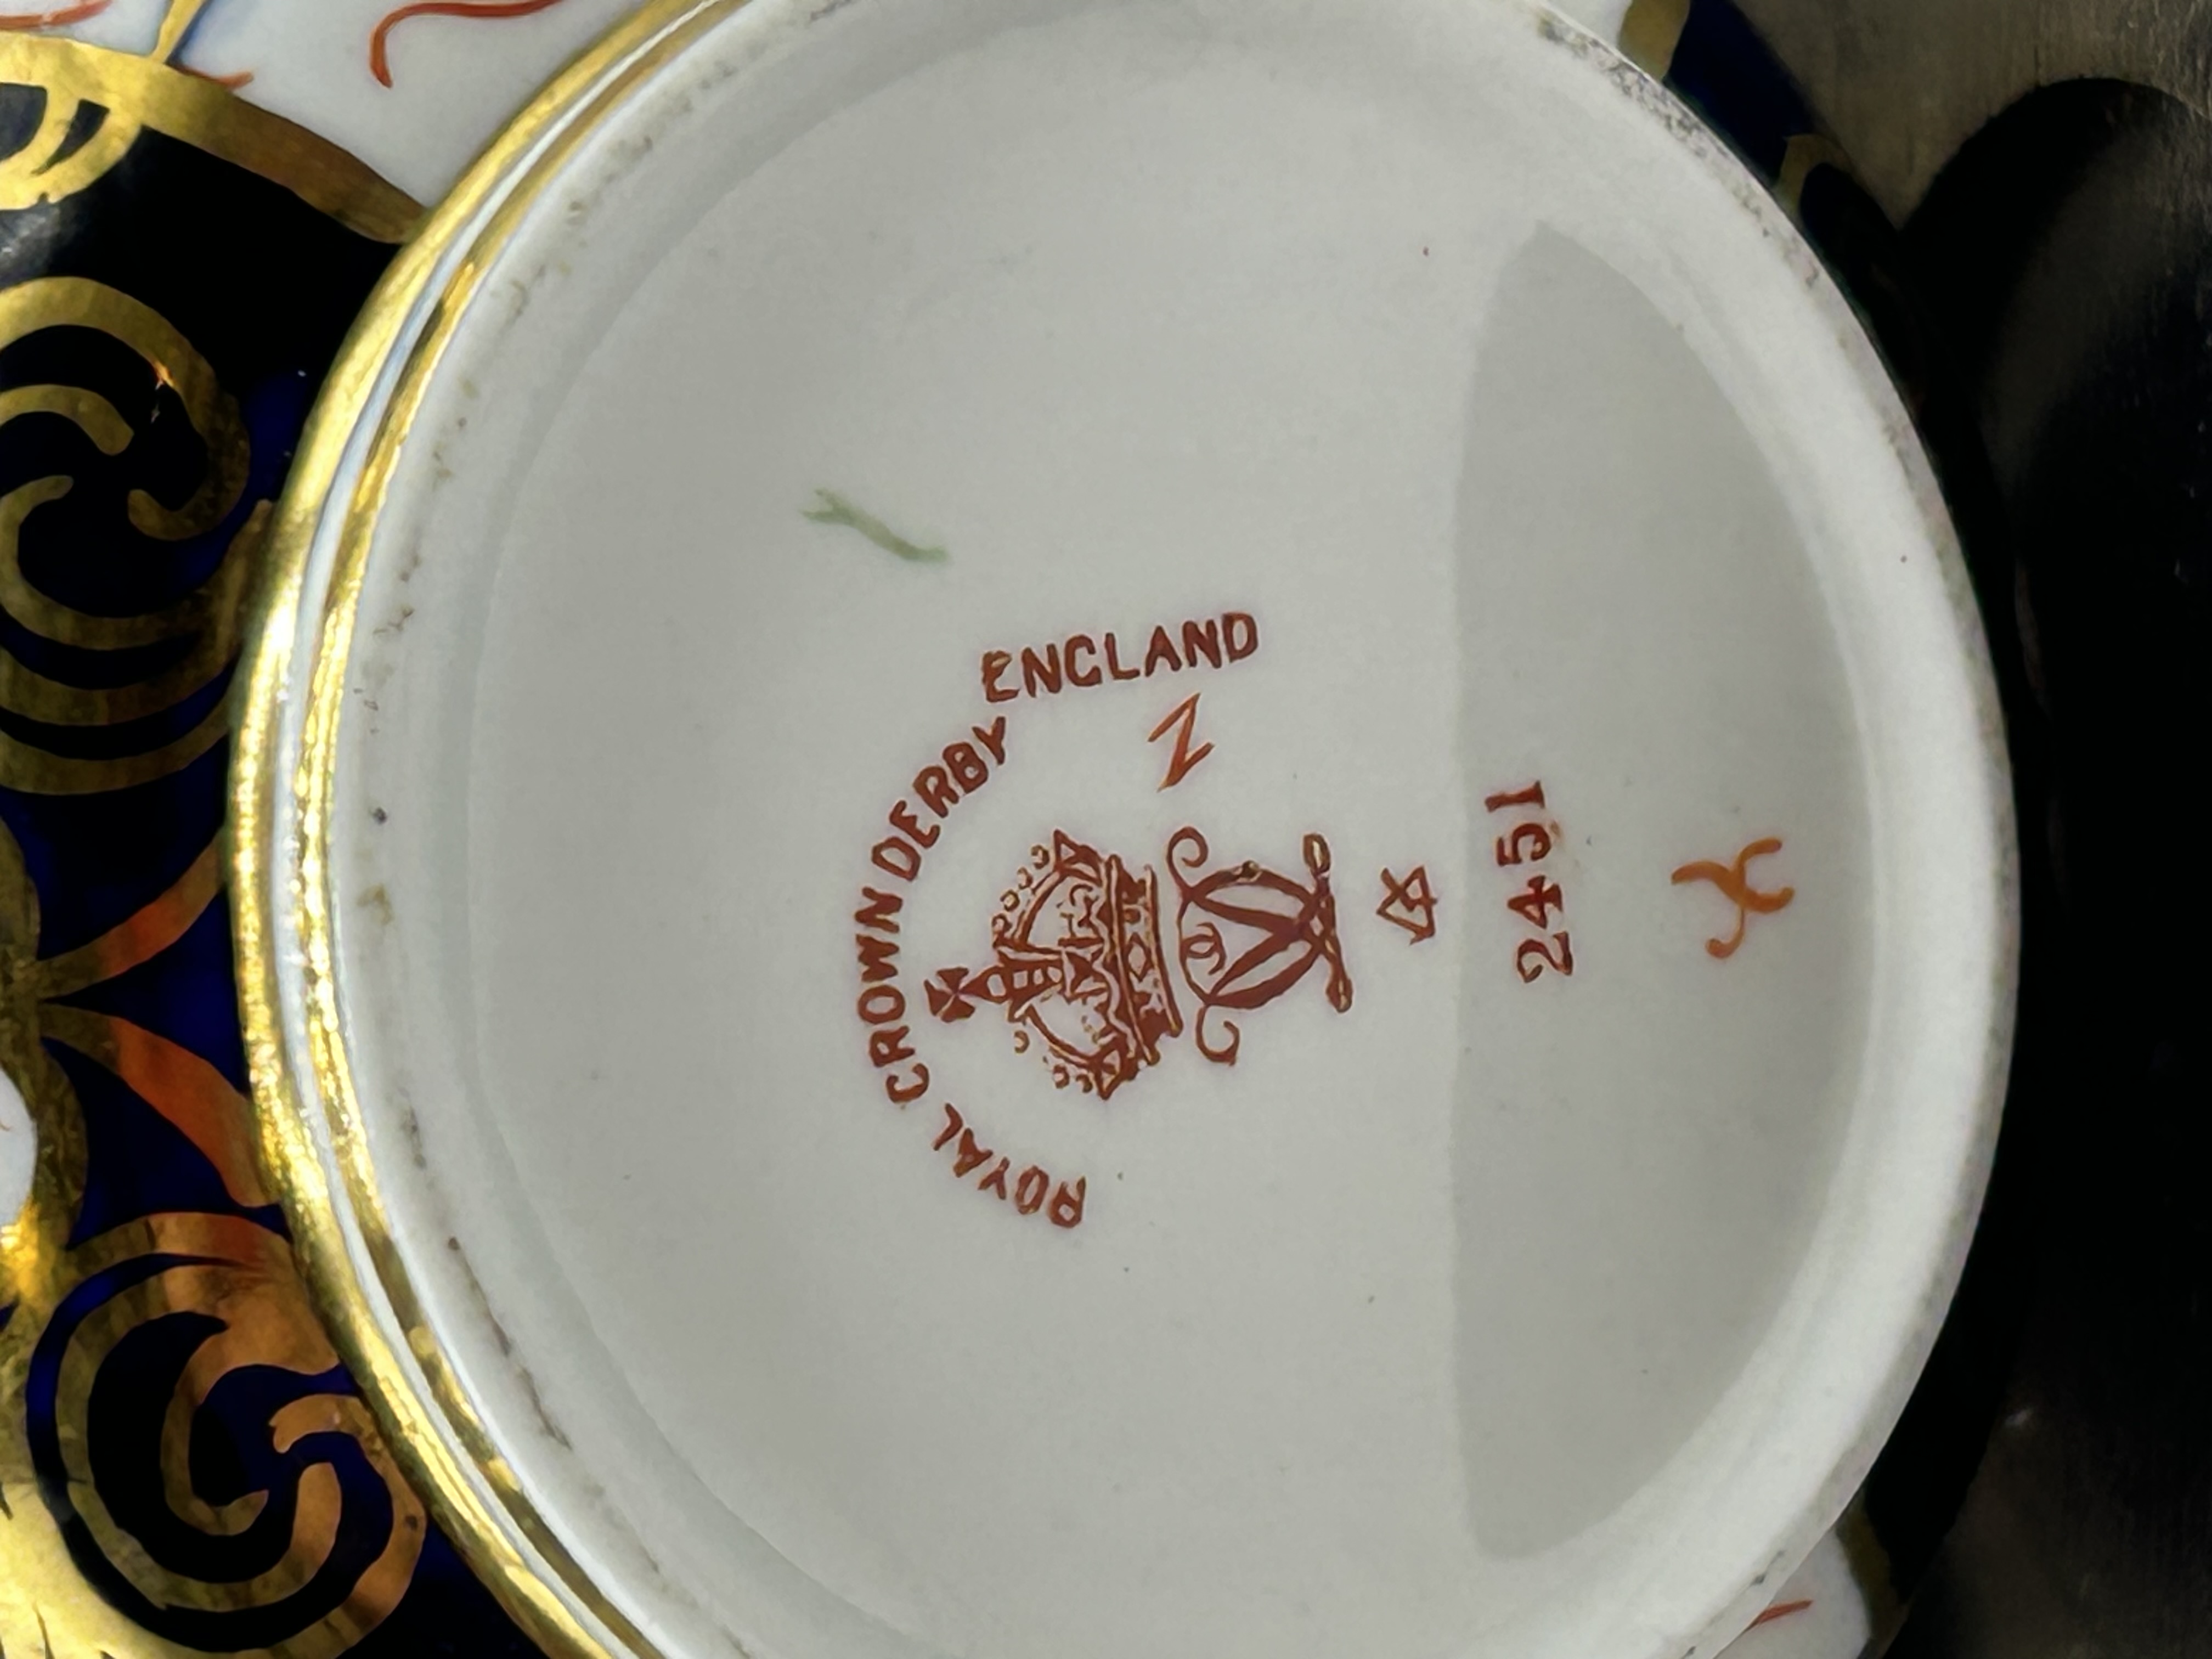 ROYAL CROWN DERBY
ENGLAND
2451